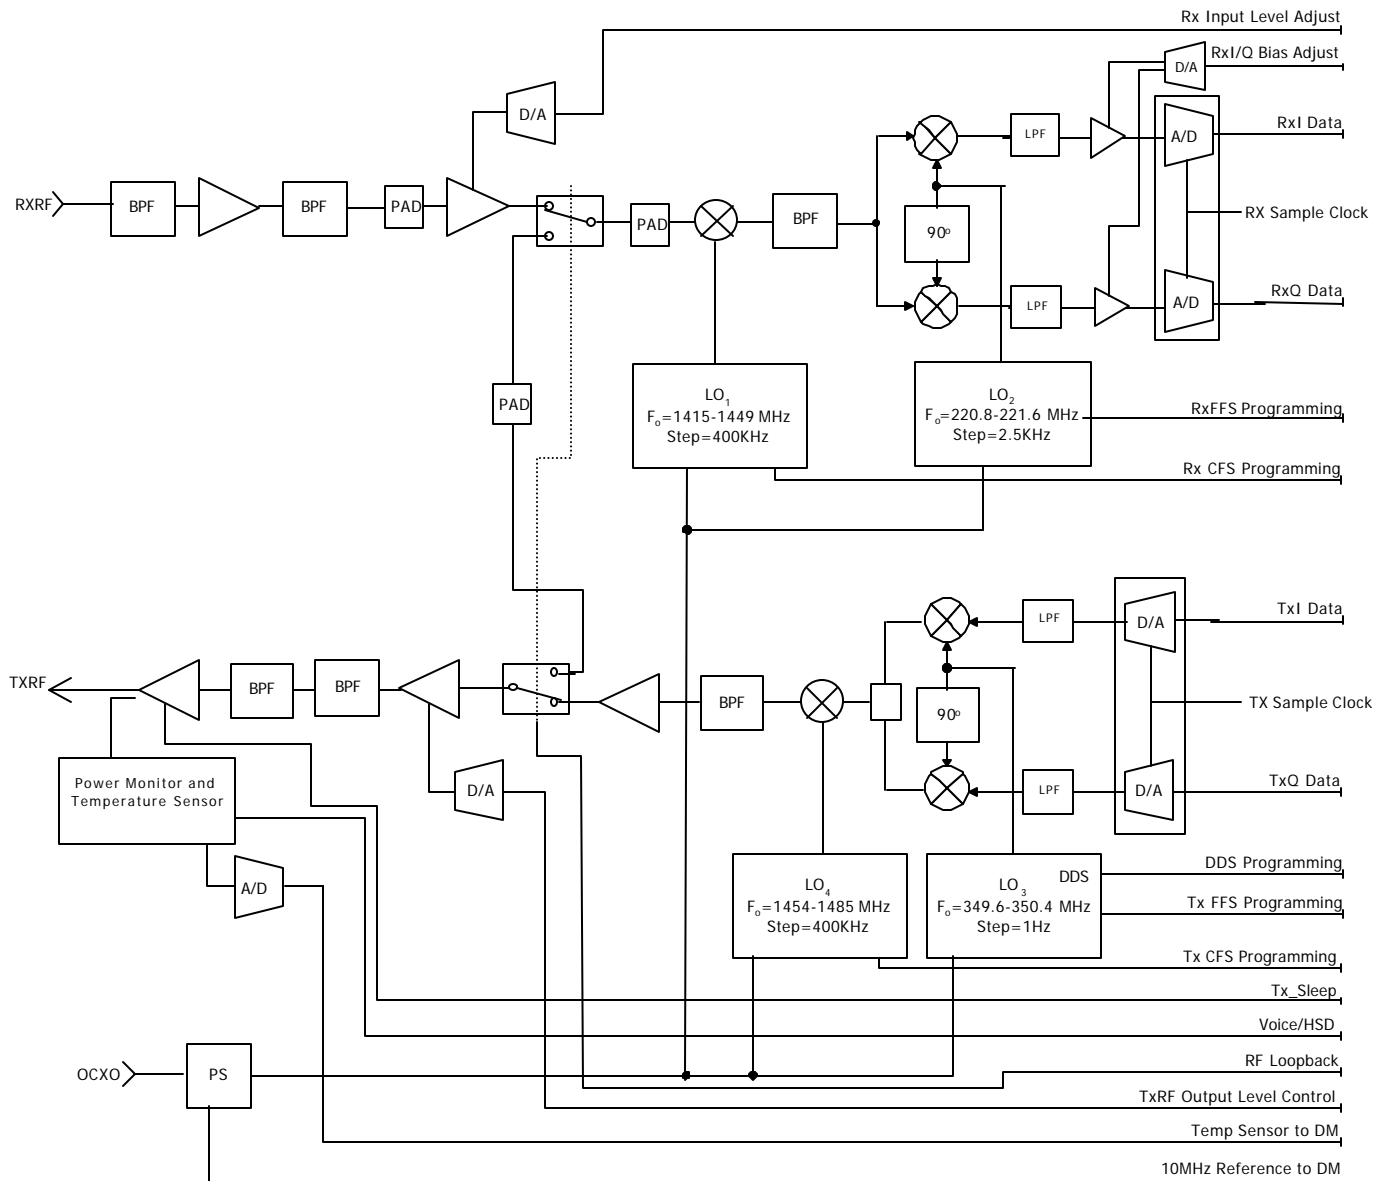 Rx Input Level Adjust
RxI/Q Bias Adjust
D/A
D/A
RxI Data
LPF
A/D
RXRF
BPF
BPF
PAD
PAD
BPF
90º
RX Sample Clock
RxQ Data
LPF
A/D
PAD
LO1
Fo=1415-1449 MHz
Step=400KHz
LO2
Fo=220.8-221.6 MHz
Step=2.5KHz
RxFFS Programming
Rx CFS Programming
TxI Data
LPF
D/A
TXRF
BPF
BPF
BPF
90º
TX Sample Clock
Power Monitor and
Temperature Sensor
D/A
LPF
D/A
TxQ Data
A/D
LO4
Fo=1454-1485 MHz
Step=400KHz
DDS
LO3
Fo=349.6-350.4 MHz
Step=1Hz
DDS Programming
Tx FFS Programming
Tx CFS Programming
Tx_Sleep
Voice/HSD
OCXO
PS
RF Loopback
TxRF Output Level Control
Temp Sensor to DM
10MHz Reference to DM